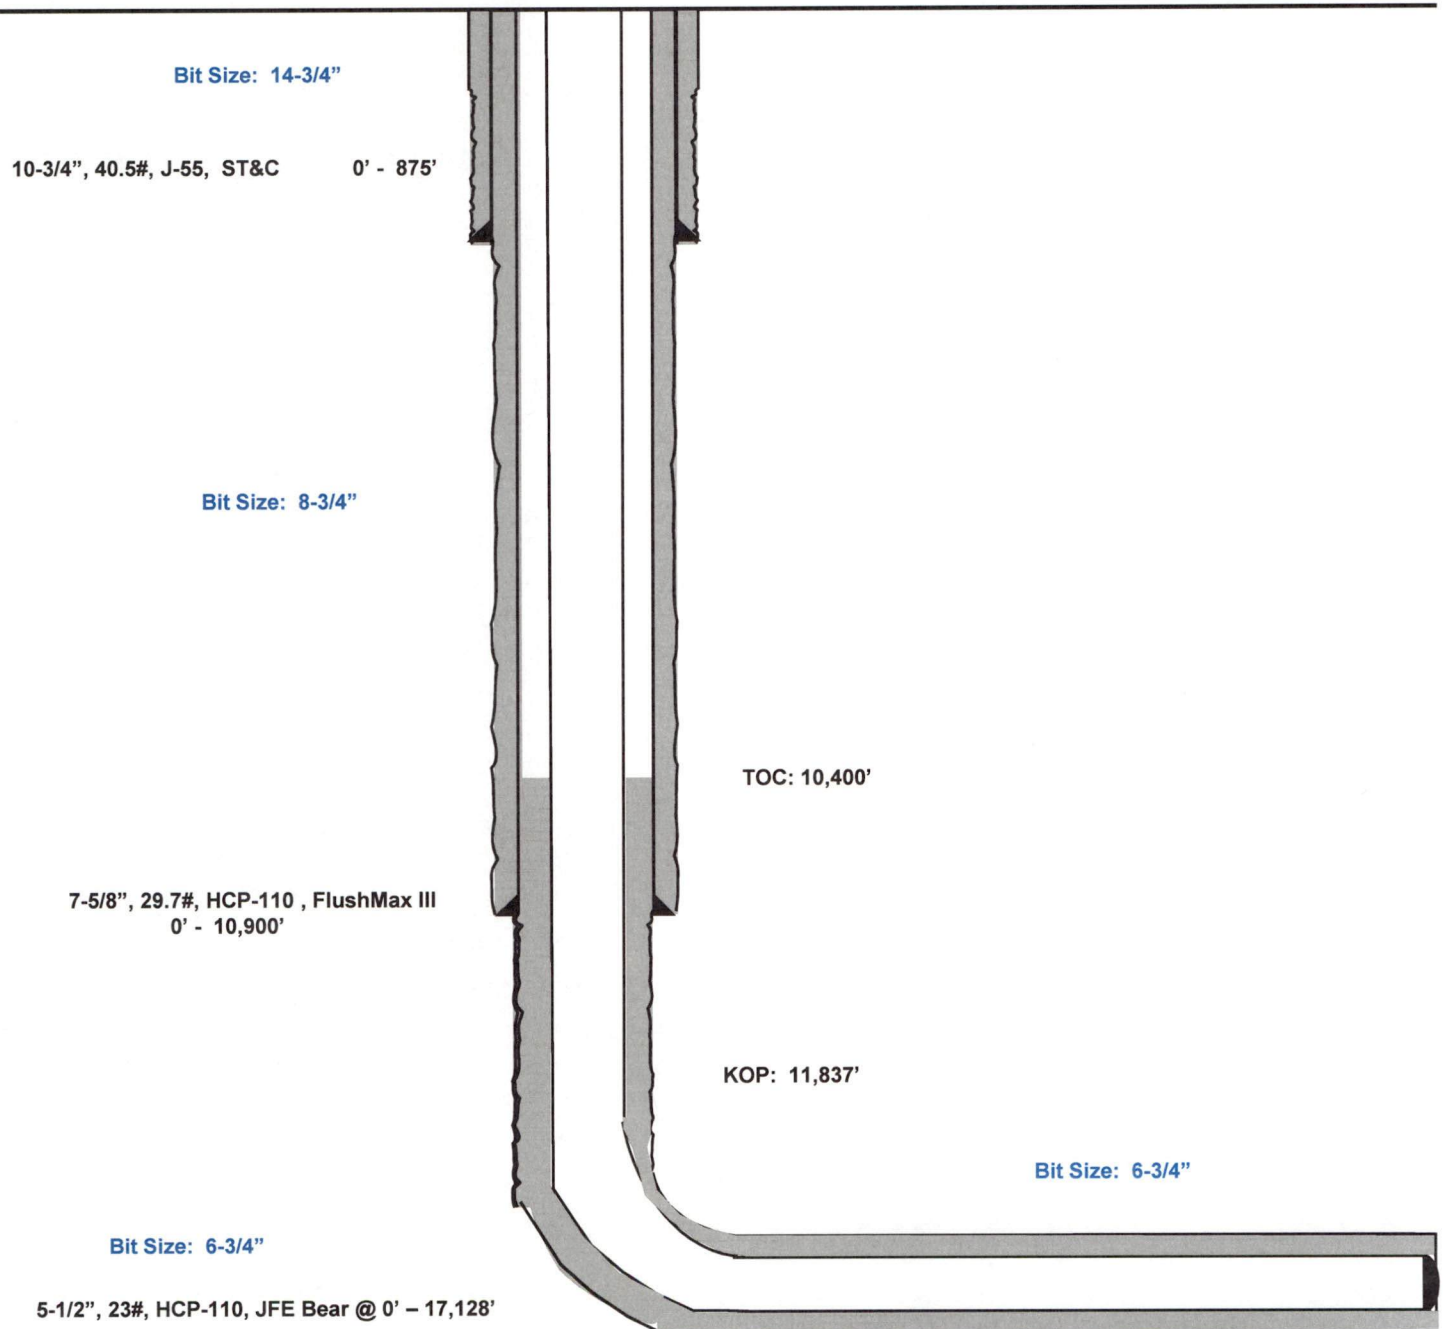 Bit Size: 14-3/4”
10-3/4”, 40.5#, J-55, ST&C 0’ - 875’
Bit Size: 8-3/4”
TOC: 10,400’
7-5/8”, 29.7#, HCP-110 , FlushMax III
0’ - 10,900’
KOP: 11,837’
Bit Size: 6-3/4”
Bit Size: 6-3/4”
5-1/2”, 23#, HCP-110, JFE Bear @ 0’ – 17,128’